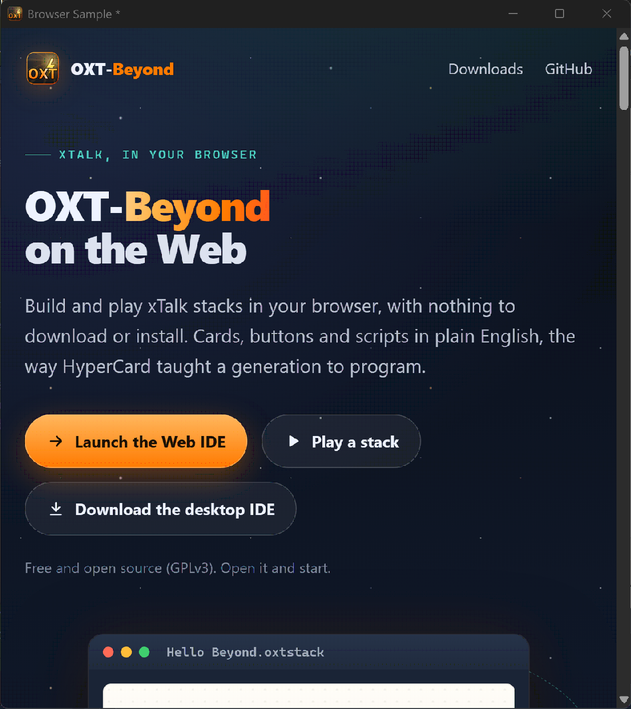 Browser Sample *
OXT
OXT-Beyond
Downloads
GitHub
XTALK, IN YOUR BROWSER
OXT-Beyond
on the Web
Build and play xTalk stacks in your browser, with nothing to
download or install. Cards, buttons and scripts in plain English, the
way HyperCard taught a generation to program.
Launch the Web IDE
Play a stack
Download the desktop IDE
Free and open source (GPLv3). Open it and start.
Hello Beyond.oxtstack